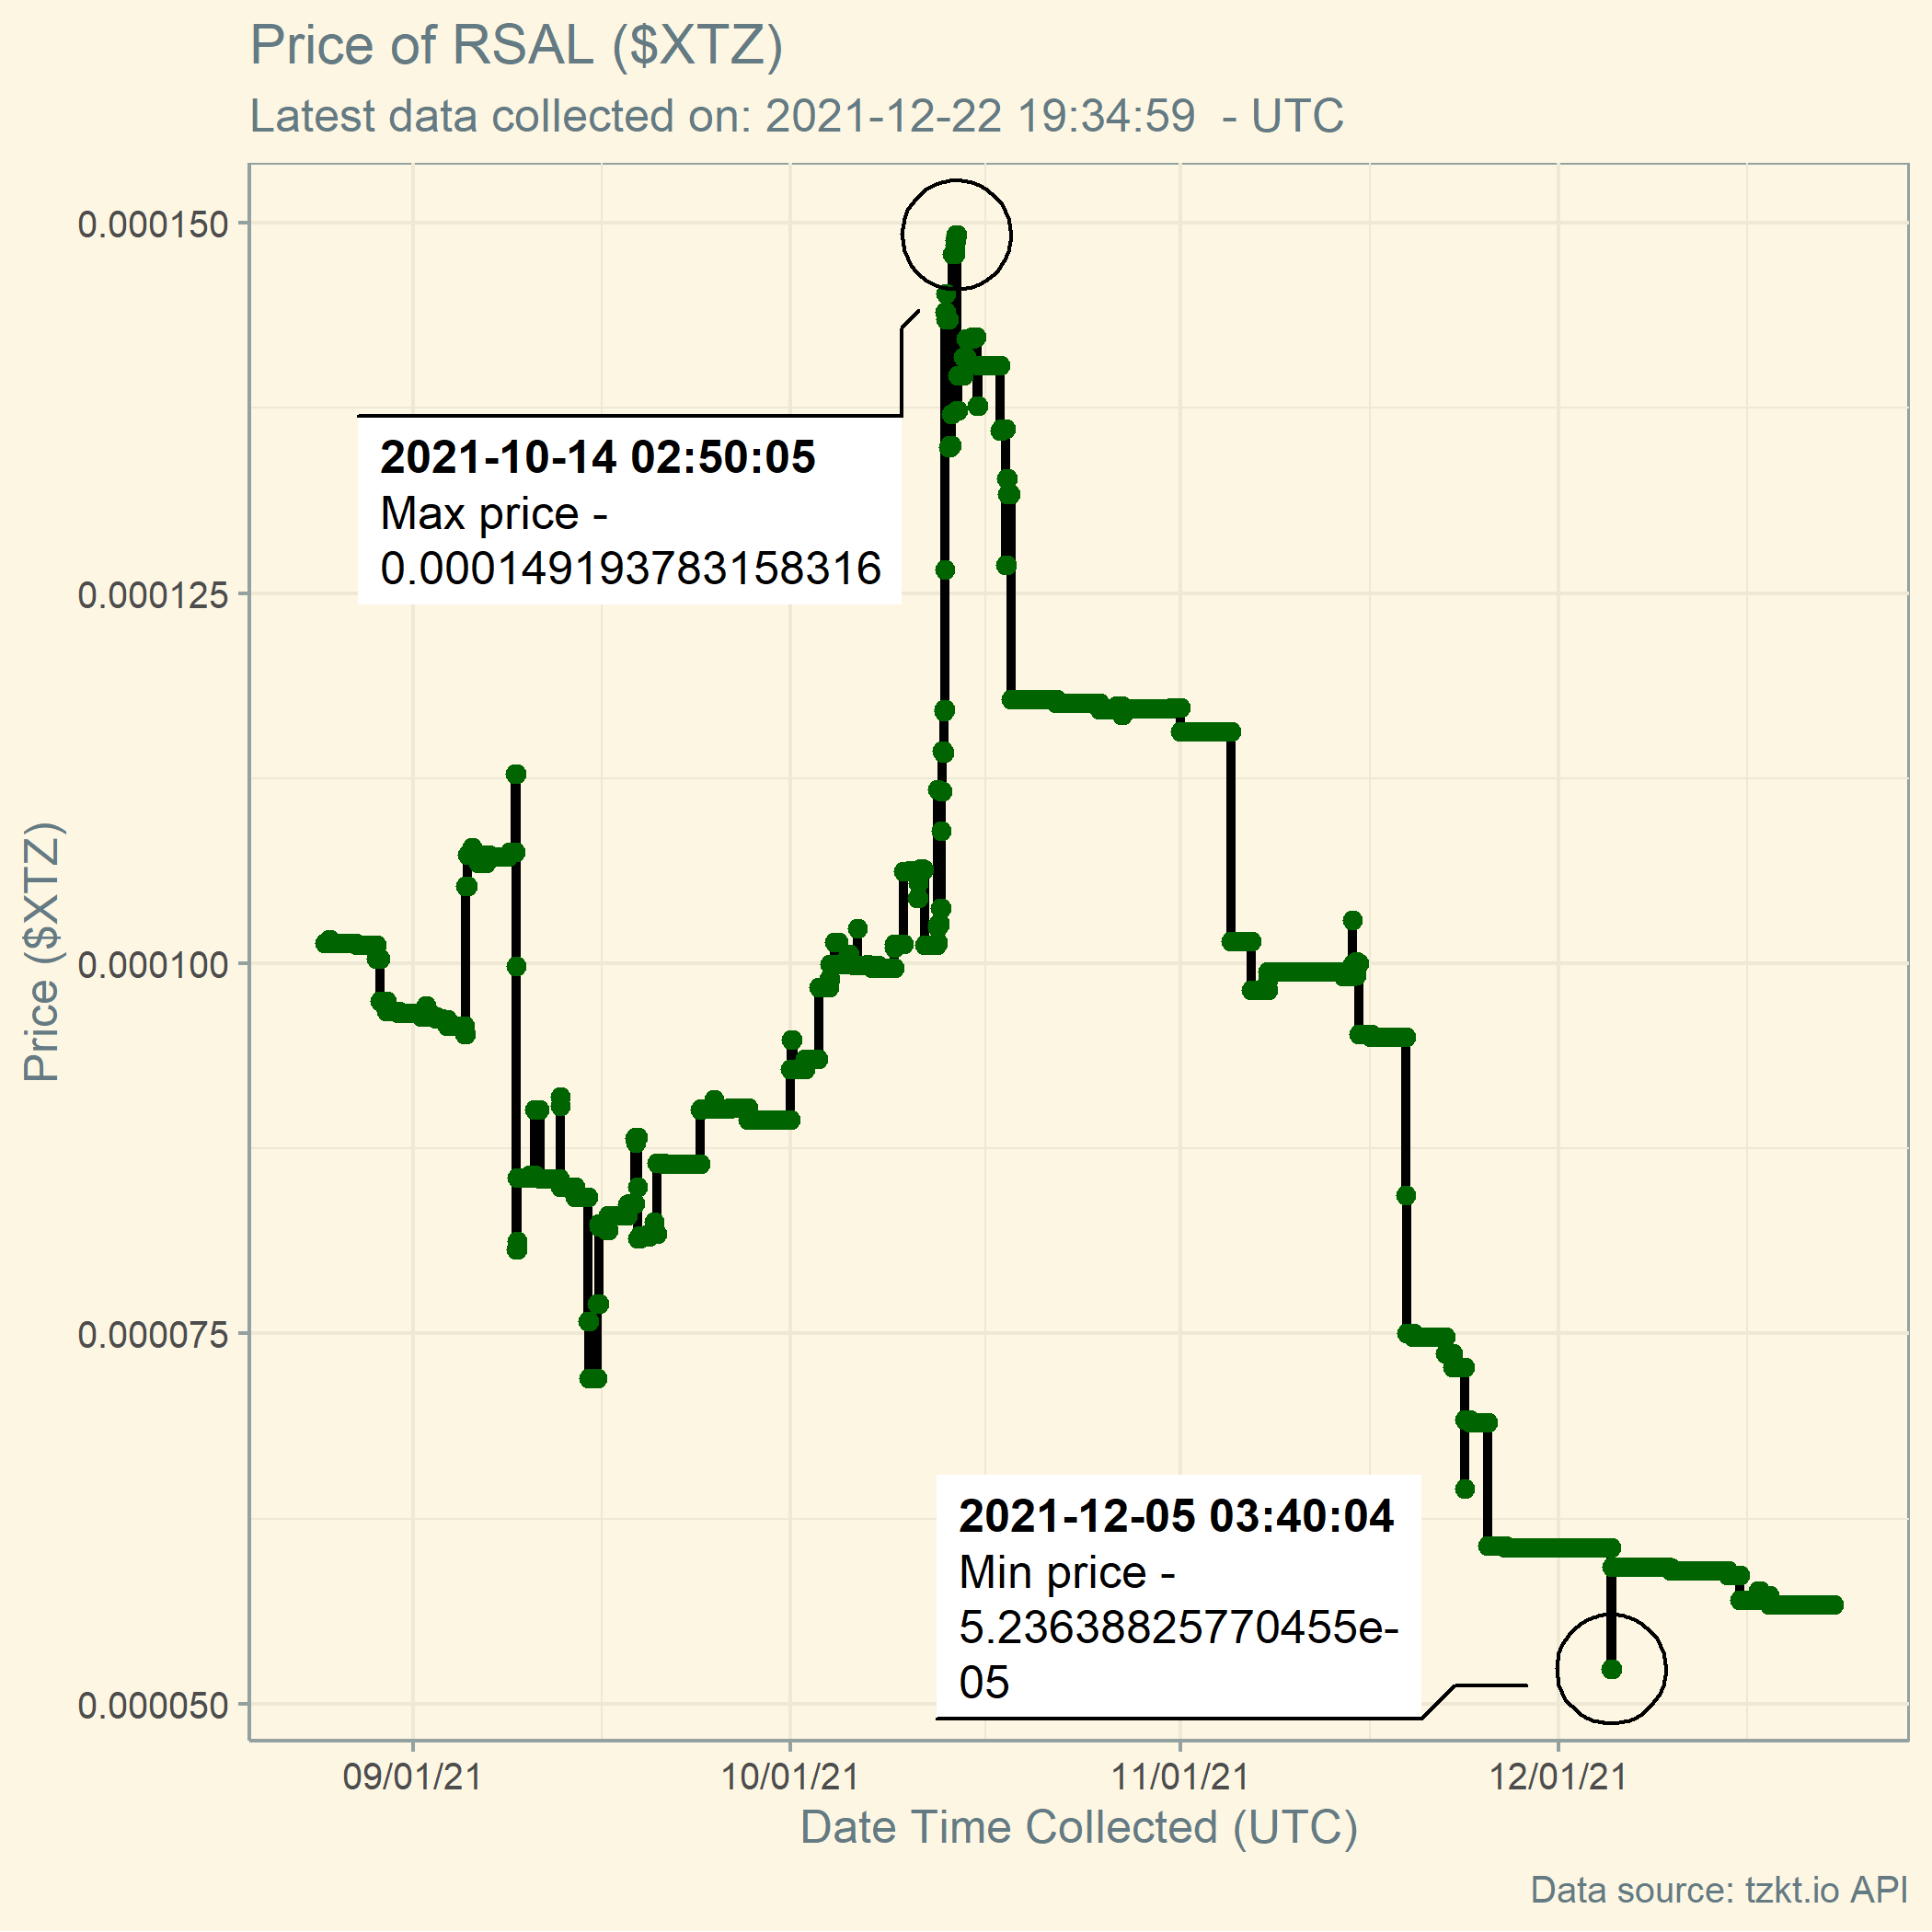 Price of RSAL ($XTZ)
Latest data collected on: 2021-12-22 19:34:59  - UTC
0.000150
0.000125
0.000100
0.000075
0.000050
Price ($XTZ)
2021-10-14 02:50:05
Max price -
0.000149193783158316
2021-12-05 03:40:04
Min price -
5.23638825770455e-
05
09/01/21
10/01/21
11/01/21
12/01/21
Date Time Collected (UTC)
Data source: tzkt.io API